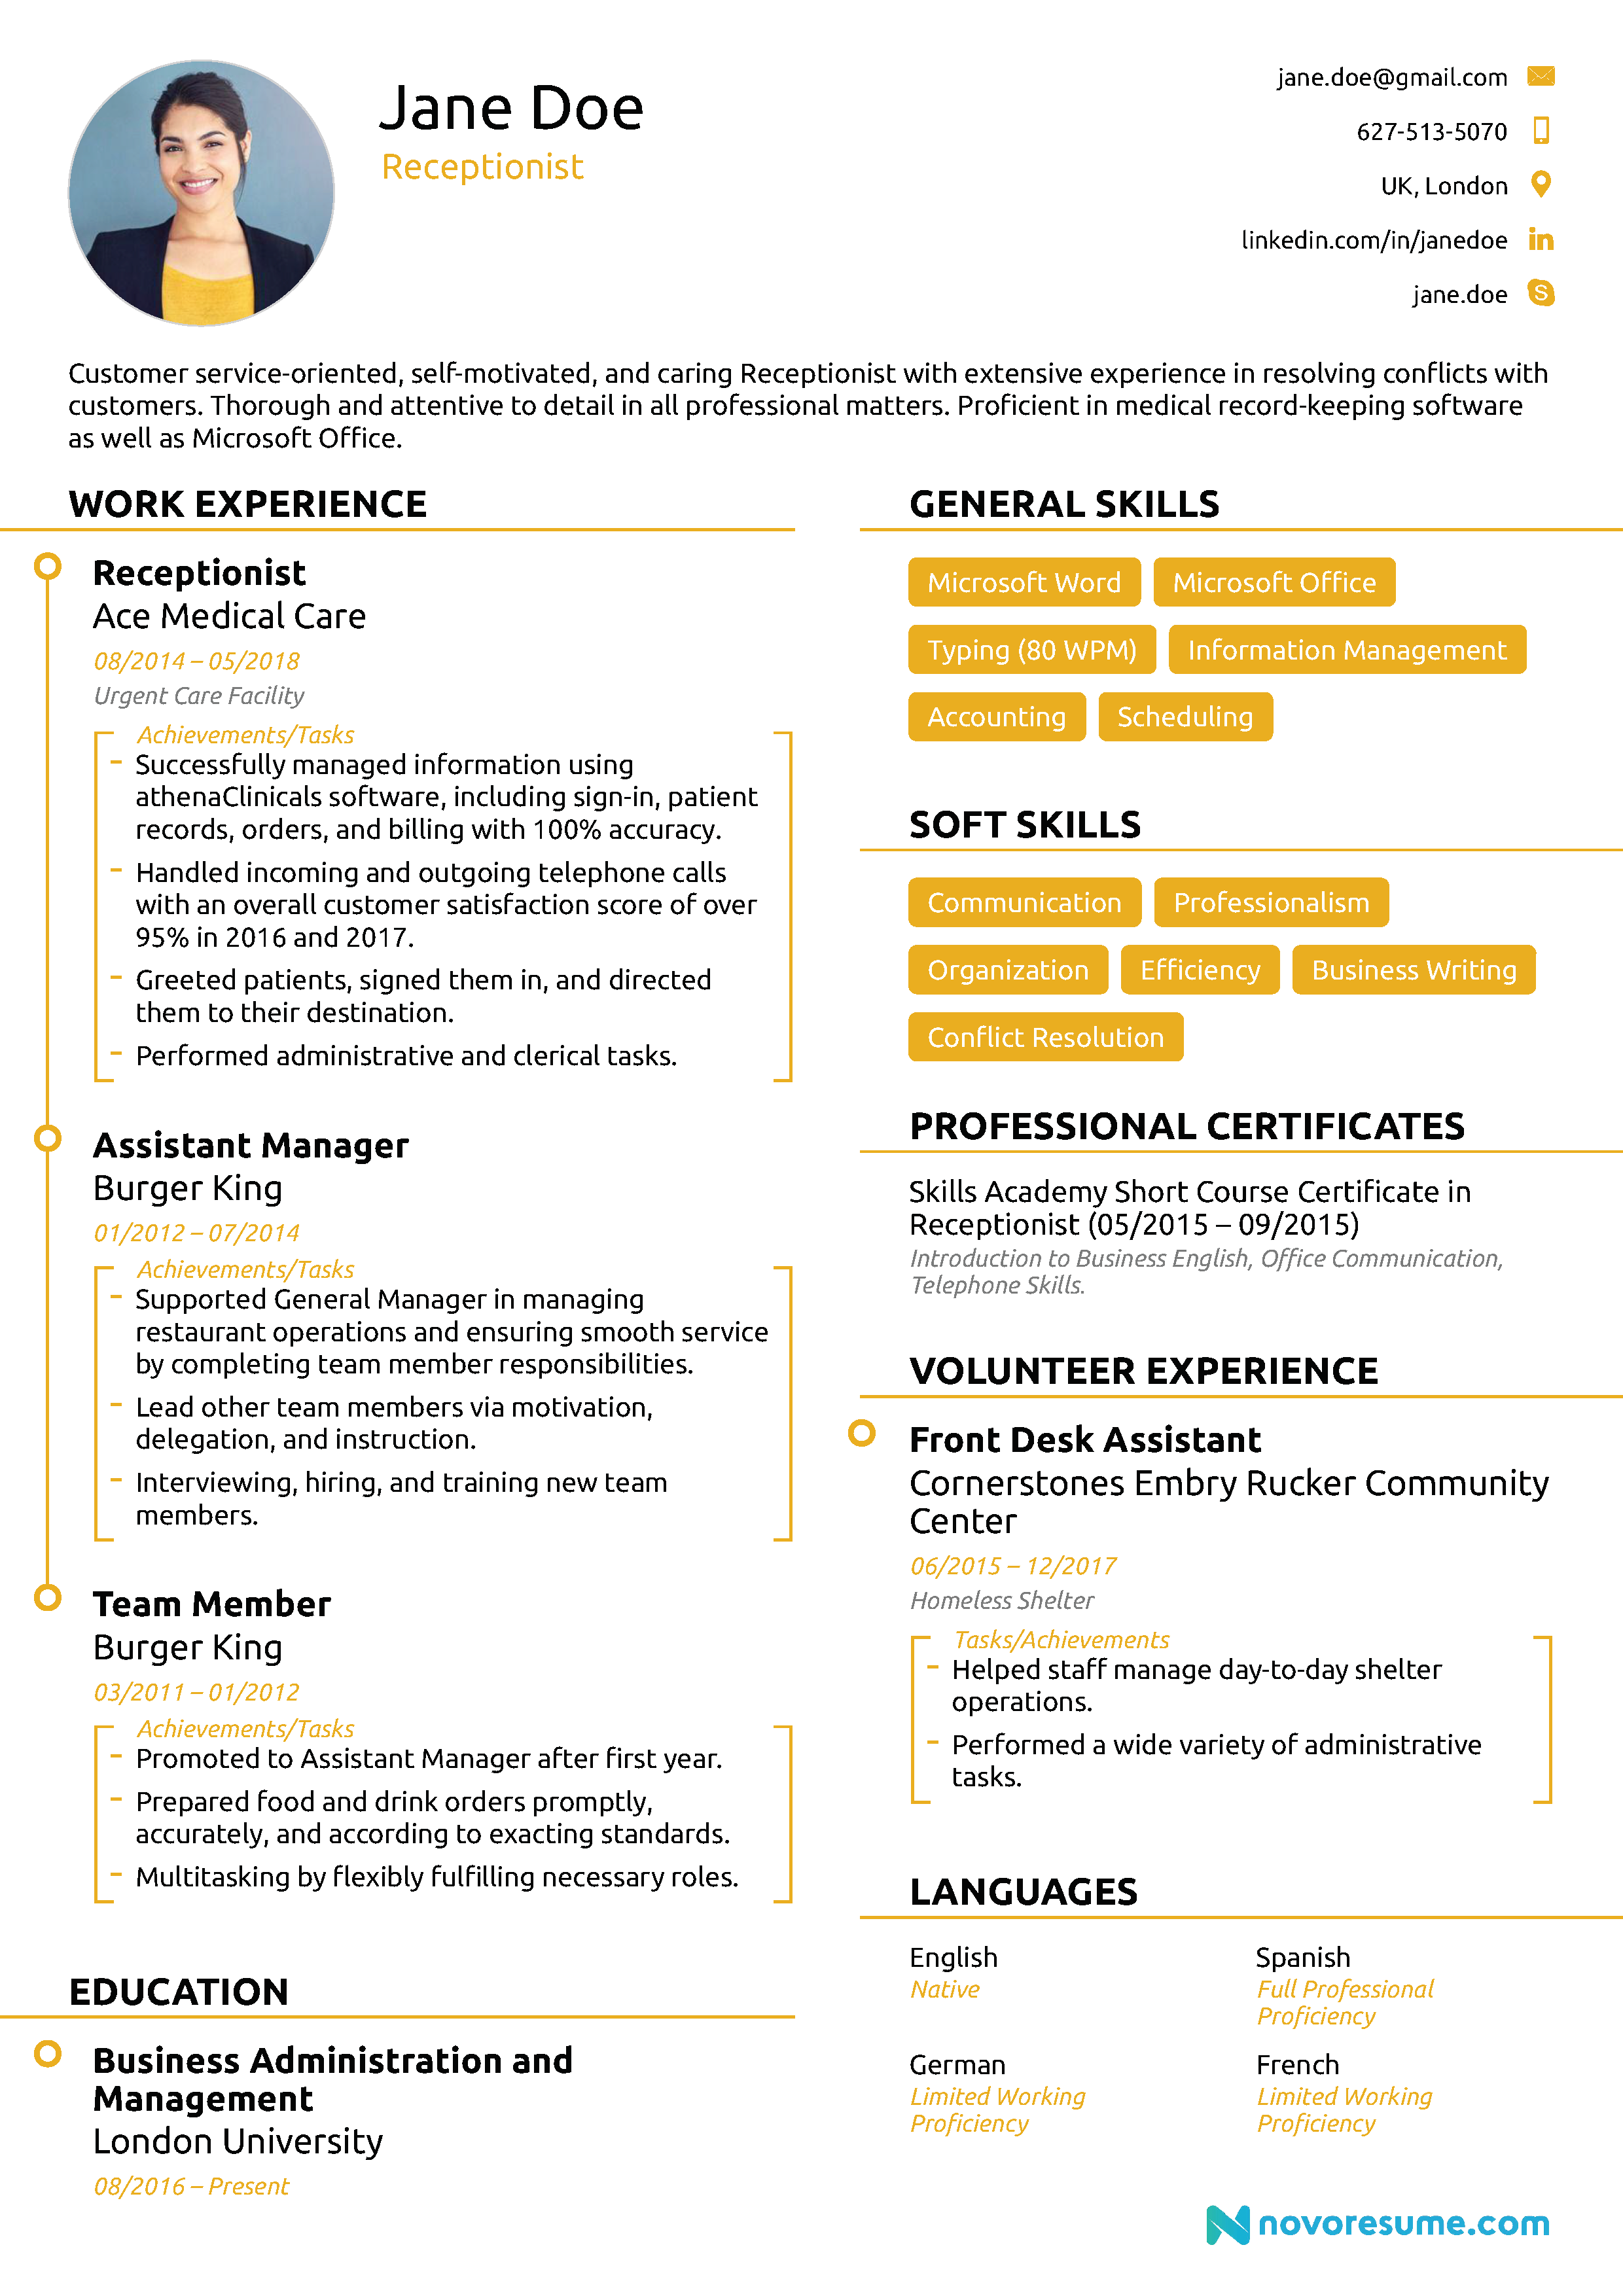 Jane Doe
Receptionist
jane.doe@gmail.com
627-513-5070
UK, London
linkedin.com/in/janedoe
in
jane.doe
S
Customer service-oriented, self-motivated, and caring Receptionist with extensive experience in resolving conflicts with
customers. Thorough and attentive to detail in all professional matters. Proficient in medical record-keeping software
as well as Microsoft Office.
WORK EXPERIENCE
Receptionist
Ace Medical Care
08/2014 – 05/2018
Urgent Care Facility
Achievements/Tasks
- Successfully managed information using
athenaClinicals software, including sign-in, patient
records, orders, and billing with 100% accuracy.
- Handled incoming and outgoing telephone calls
with an overall customer satisfaction score of over
95% in 2016 and 2017.
- Greeted patients, signed them in, and directed
them to their destination.
- Performed administrative and clerical tasks.
Assistant Manager
Burger King
01/2012 – 07/2014
Achievements/Tasks
- Supported General Manager in managing
restaurant operations and ensuring smooth service
by completing team member responsibilities.
- Lead other team members via motivation,
delegation, and instruction.
- Interviewing, hiring, and training new team
members.
Team Member
Burger King
03/2011 – 01/2012
Achievements/Tasks
- Promoted to Assistant Manager after first year.
- Prepared food and drink orders promptly,
accurately, and according to exacting standards.
- Multitasking by flexibly fulfilling necessary roles.
EDUCATION
Business Administration and
Management
London University
08/2016 – Present
GENERAL SKILLS
Microsoft Word Microsoft Office
Typing (80 WPM) Information Management
Accounting Scheduling
SOFT SKILLS
Communication Professionalism
Organization Efficiency Business Writing
Conflict Resolution
PROFESSIONAL CERTIFICATES
Skills Academy Short Course Certificate in
Receptionist (05/2015 – 09/2015)
Introduction to Business English, Office Communication,
Telephone Skills.
VOLUNTEER EXPERIENCE
Front Desk Assistant
Cornerstones Embry Rucker Community
Center
06/2015 – 12/2017
Homeless Shelter
Tasks/Achievements
- Helped staff manage day-to-day shelter
operations.
- Performed a wide variety of administrative
tasks.
LANGUAGES
English
Native
Spanish
Full Professional
Proficiency
German
Limited Working
Proficiency
French
Limited Working
Proficiency
novoresume.com